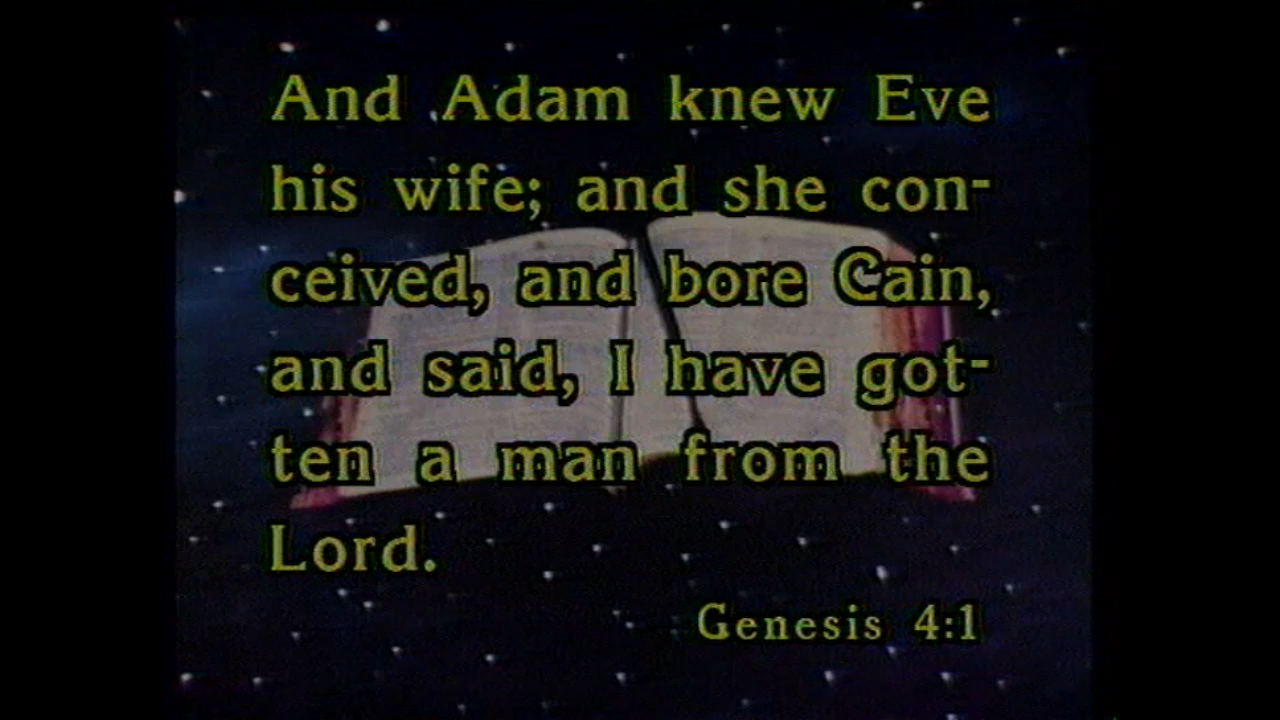 And Adam knew Eve
his wife; and she con-
ceived, and bore Cain,
and said, I have got-
ten a man from the
Lord.
Genesis 4:1